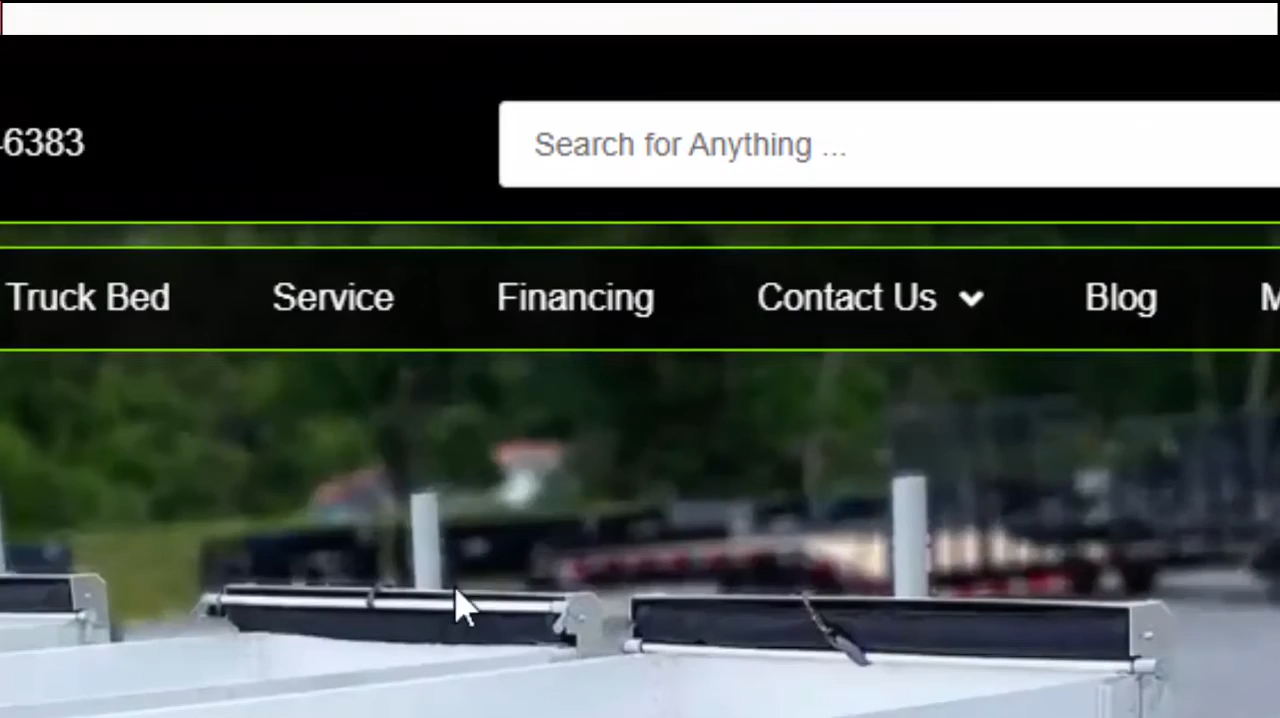 -6383
Search for Anything ...
Truck Bed Service Financing Contact Us Blog M